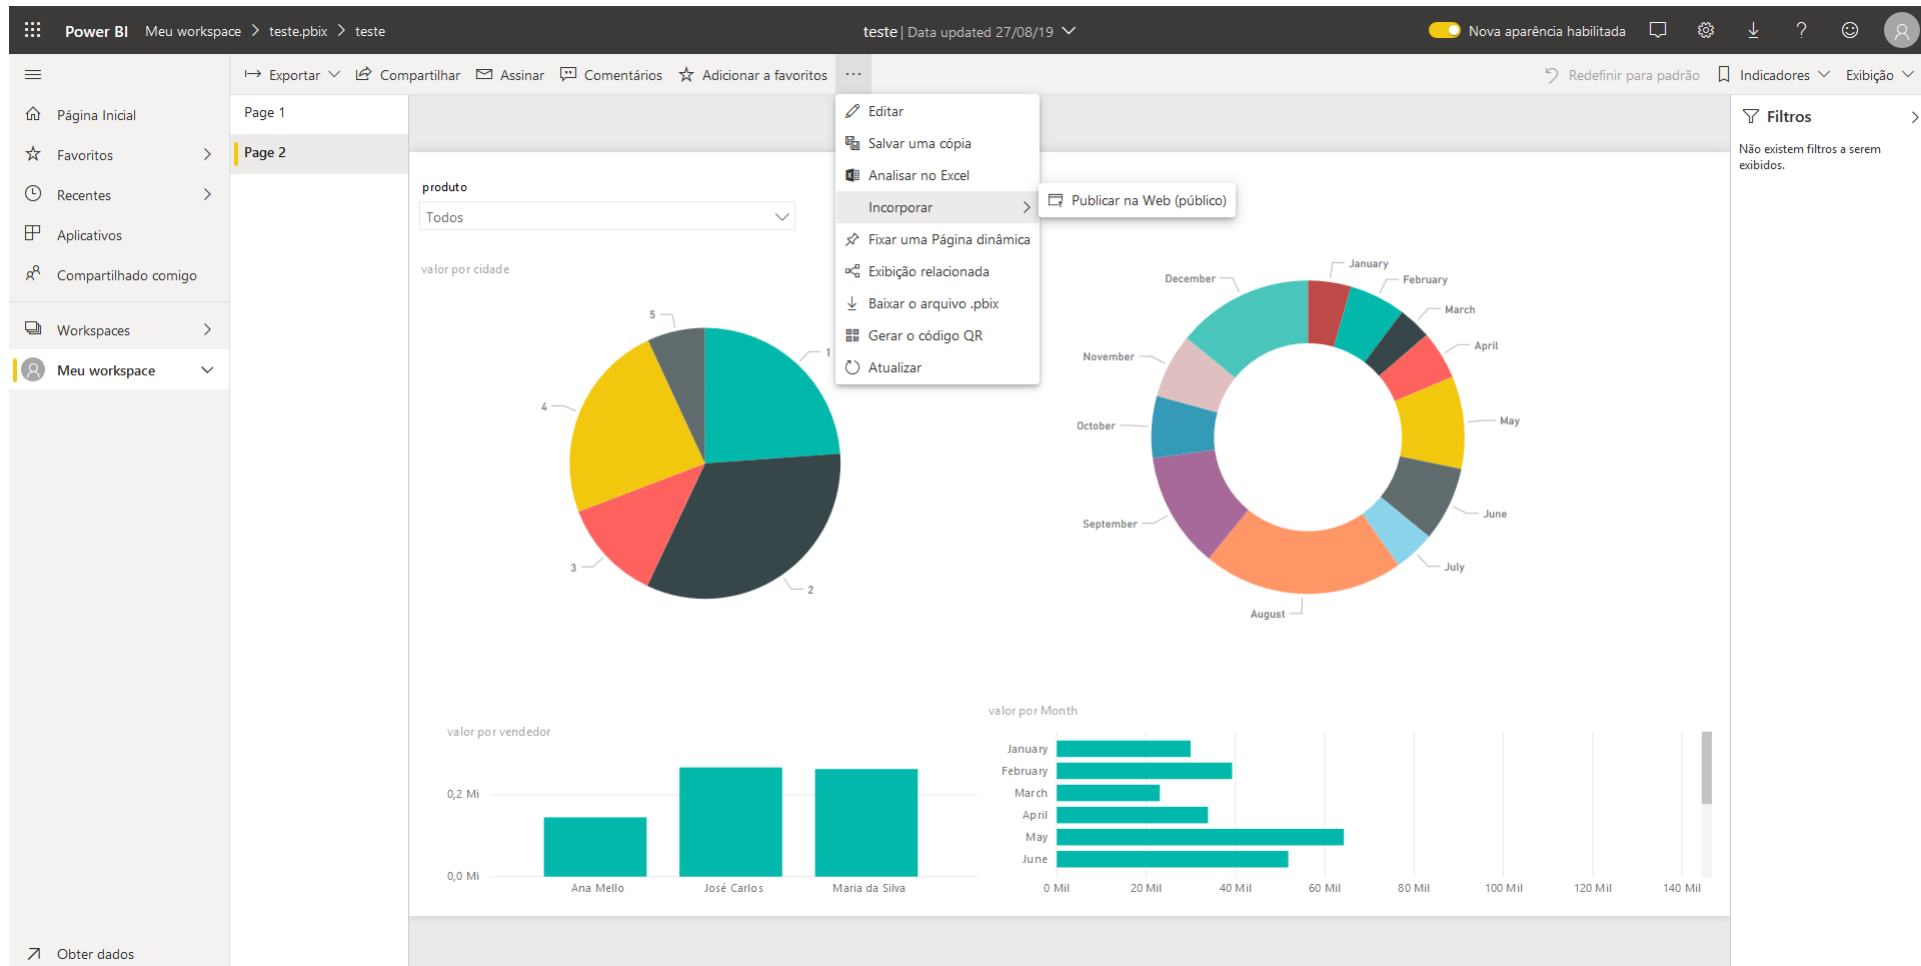 Power BI Meu workspace > teste.pbix > teste
teste | Data updated 27/08/19
Nova aparência habilitada
Exportar
Compartilhar
Assinar
Comentários
Adicionar a favoritos
...
Redefinir para padrão
Indicadores
Exibição
Página Inicial
Favoritos
Recentes
Aplicativos
Compartilhado comigo
Workspaces
Meu workspace
Obter dados
Page 1
Page 2
Editar
Salvar uma cópia
Analisar no Excel
Incorporar
Publicar na Web (público)
Fixar uma Página dinâmica
Exibição relacionada
Baixar o arquivo .pbix
Gerar o código QR
Atualizar
Filtros
Não existem filtros a serem
exibidos.
produto
Todos
valor por cidade
5
1
4
3
2
January
February
March
April
May
June
July
August
September
October
November
December
valor por vendedor
0,2 Mi
0,0 Mi
Ana Mello
José Carlos
Maria da Silva
valor por Month
January
February
March
April
May
June
0 Mil
20 Mil
40 Mil
60 Mil
80 Mil
100 Mil
120 Mil
140 Mil